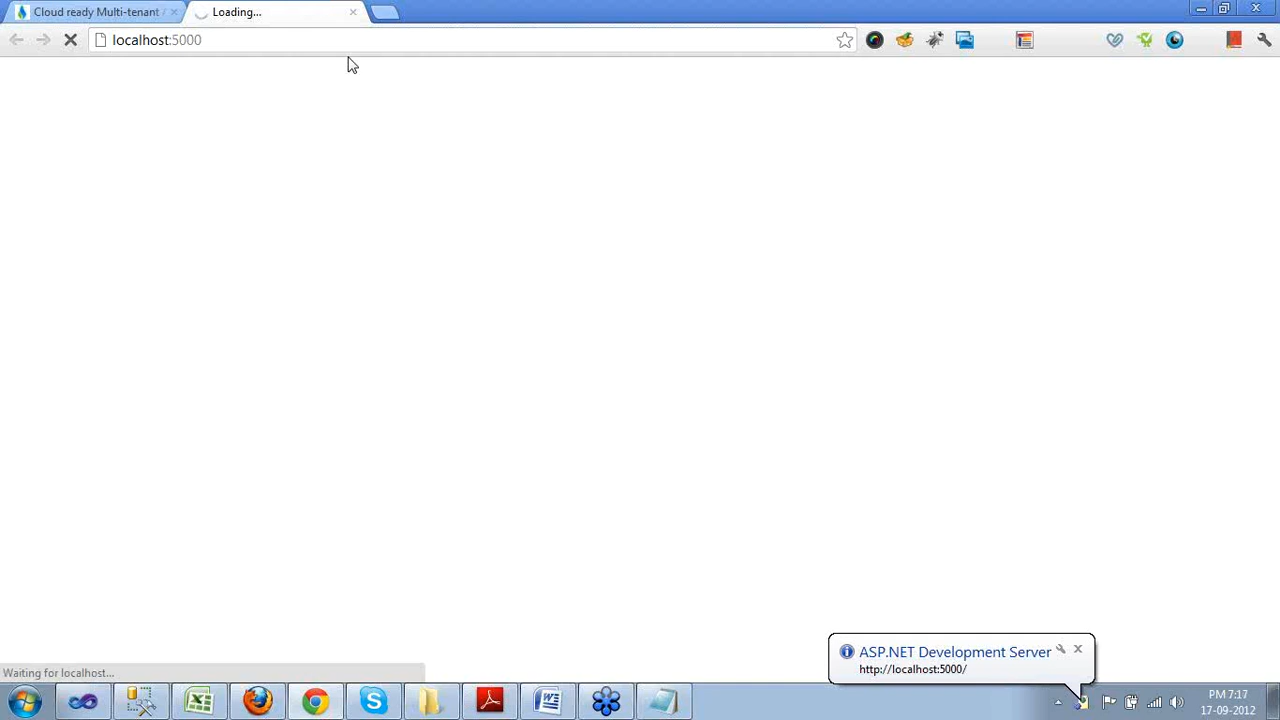 Cloud ready Multi-tenant
Loading...
localhost:5000
Waiting for localhost...
ASP.NET Development Server
http://localhost:5000/
PM 7:17
17-09-2012